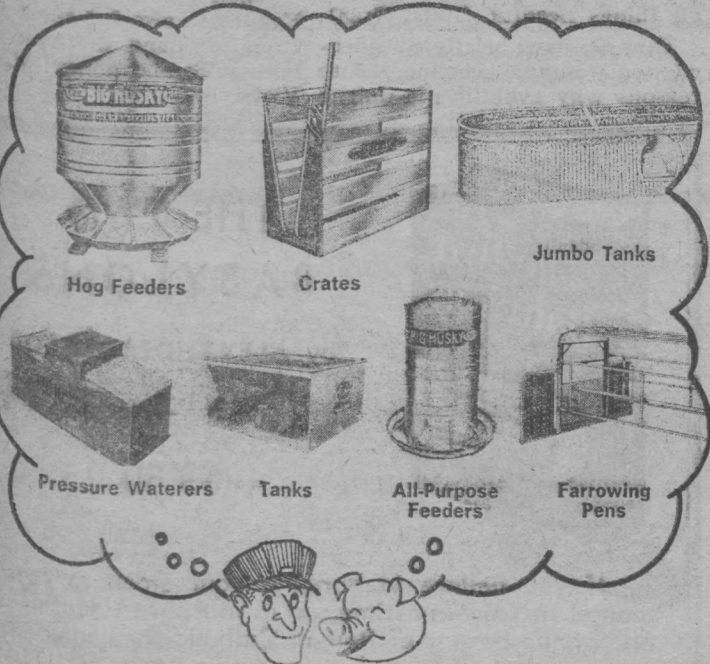 BIG HUSKY
Hog Feeders
Crates
Jumbo Tanks
BIG HUSKY
Pressure Waterers
Tanks
All-Purpose
Feeders
Farrowing
Pens